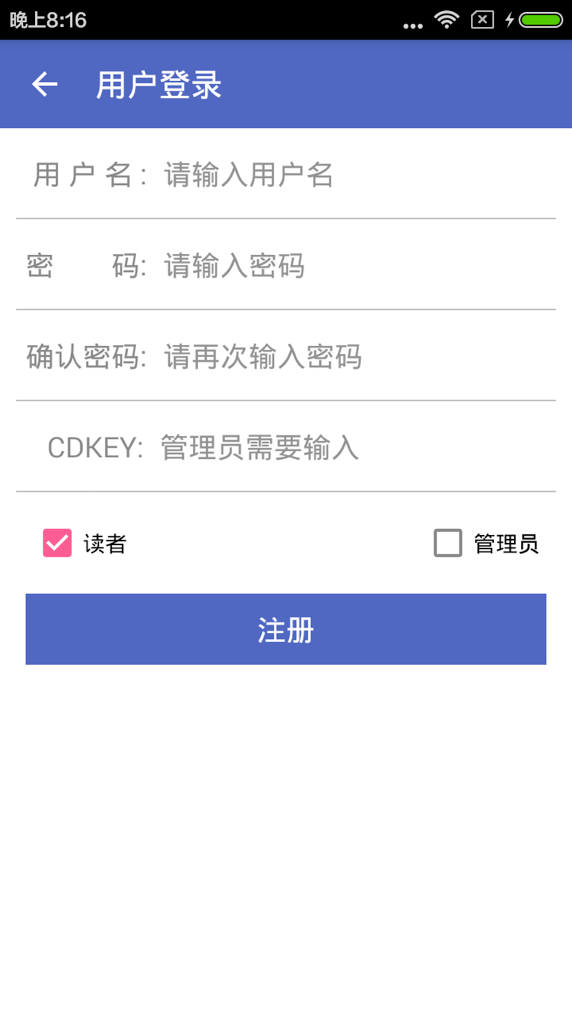 晚上8:16
用户登录
用 户 名 : 请输入用户名
密 码: 请输入密码
确认密码: 请再次输入密码
CDKEY: 管理员需要输入
读者 管理员
注册